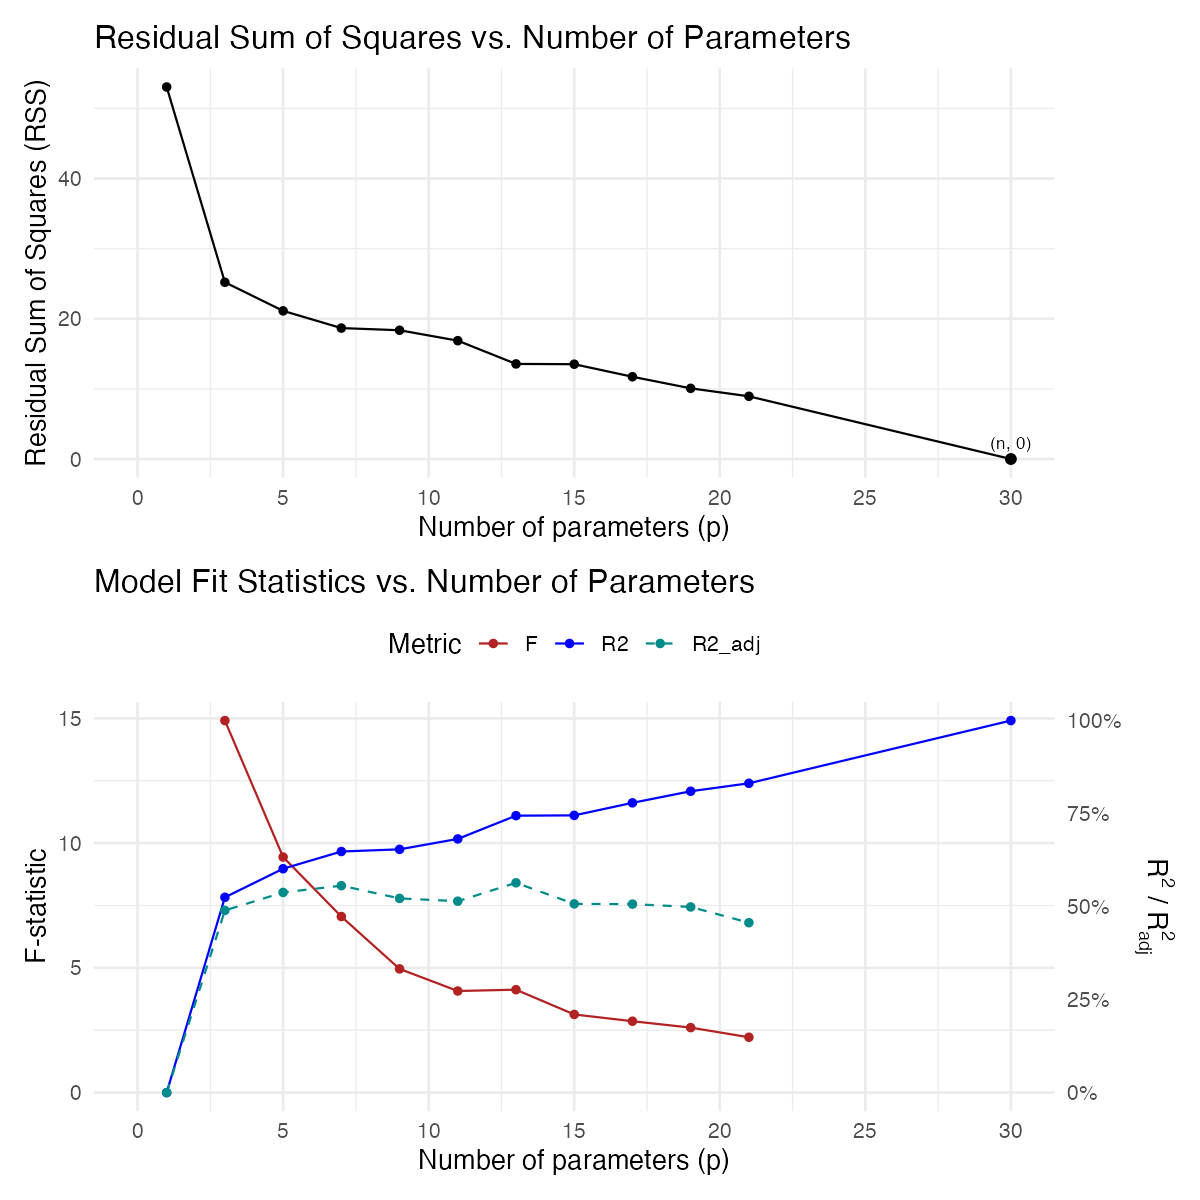 Residual Sum of Squares vs. Number of Parameters
Residual Sum of Squares (RSS)
40
20
0
(n, 0)
0 5 10 15 20 25 30
Number of parameters (p)
Model Fit Statistics vs. Number of Parameters
Metric F R2 R2_adj
F-statistic
15
10
5
0
100%
75%
50%
25%
0%
R² / R²adj
0 5 10 15 20 25 30
Number of parameters (p)